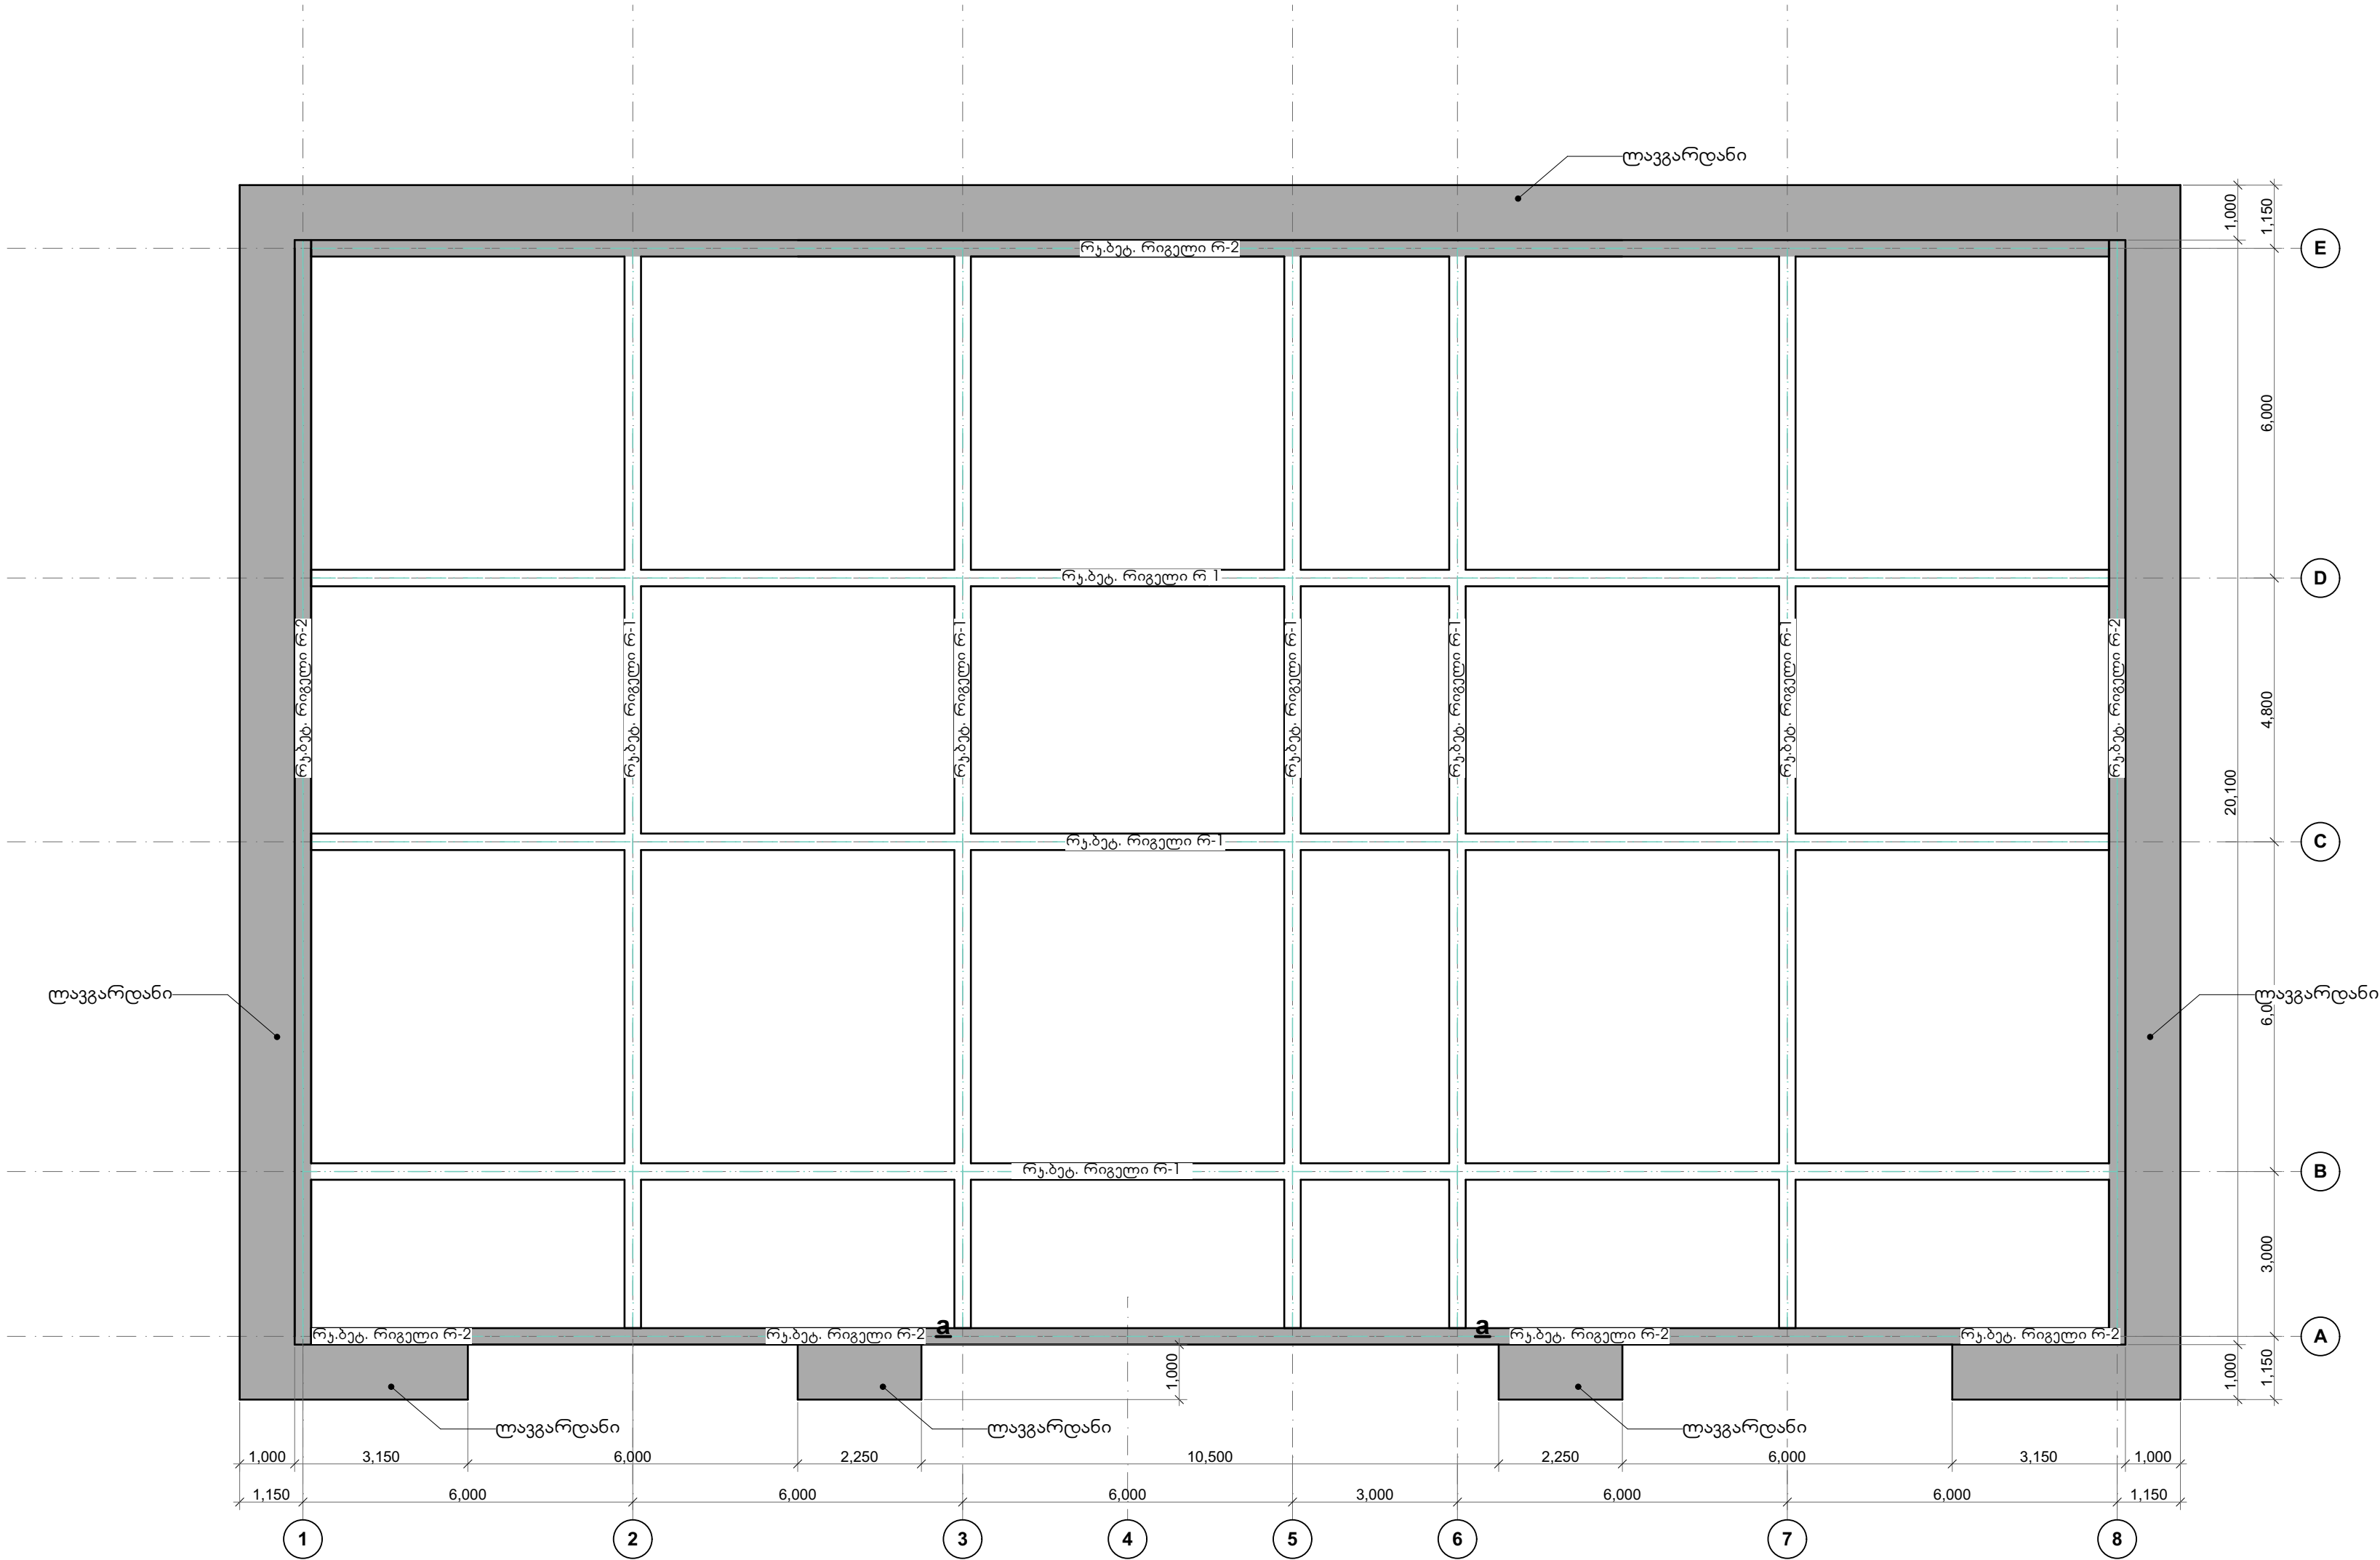 ლავგარდანი
1,000
1,150
რკ.ბეტ. რიგელი რ-2
E
6,000
რკ.ბეტ. რიგელი რ 1
D
რკ.ბეტ. რიგელი რ-2
რკ.ბეტ. რიგელი რ-1
რკ.ბეტ. რიგელი რ-1
რკ.ბეტ. რიგელი რ-1
რკ.ბეტ. რიგელი რ-1
რკ.ბეტ. რიგელი რ-1
რკ.ბეტ. რიგელი რ-2
4,800
20,100
რკ.ბეტ. რიგელი რ-1
C
ლავგარდანი
ლავგარდანი
რკ.ბეტ. რიგელი რ-1
B
3,000
რკ.ბეტ. რიგელი რ-2
რკ.ბეტ. რიგელი რ-2
a
a
რკ.ბეტ. რიგელი რ-2
რკ.ბეტ. რიგელი რ-2
A
1,000
1,000
1,150
ლავგარდანი
ლავგარდანი
ლავგარდანი
1,000
3,150
6,000
2,250
10,500
2,250
6,000
3,150
1,000
1,150
6,000
6,000
6,000
3,000
6,000
6,000
1,150
1
2
3
4
5
6
7
8